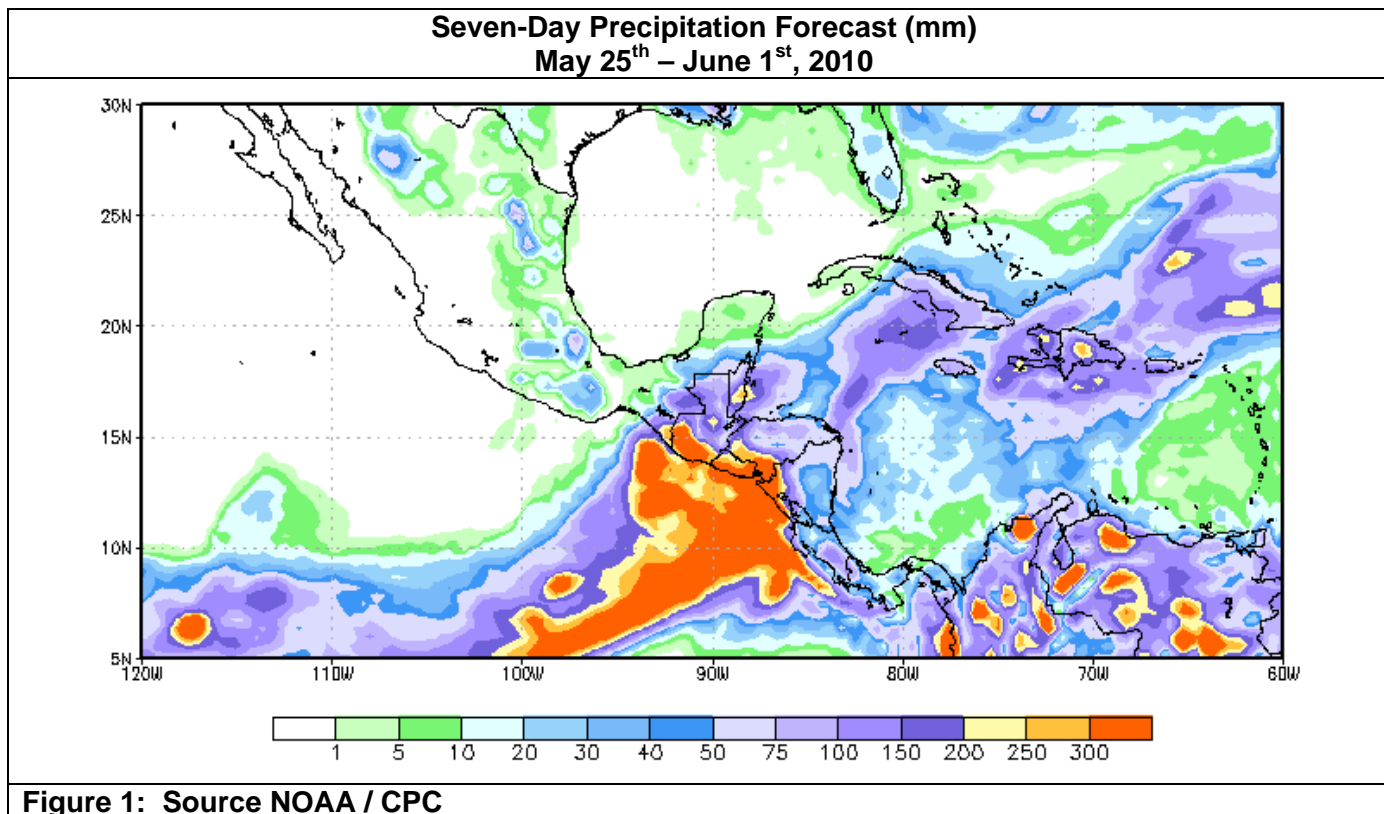 Seven-Day Precipitation Forecast (mm)
May 25th – June 1st, 2010
30N
25N
20N
15N
10N
5N
120W 110W 100W 90W 80W 70W 60W
1 5 10 20 30 40 50 75 100 150 200 250 300
Figure 1: Source NOAA / CPC